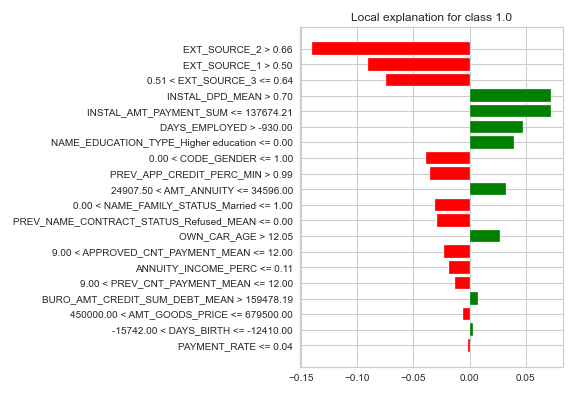 Local explanation for class 1.0
EXT_SOURCE_2 > 0.66
EXT_SOURCE_1 > 0.50
0.51 < EXT_SOURCE_3 <= 0.64
INSTAL_DPD_MEAN > 0.70
INSTAL_AMT_PAYMENT_SUM <= 137674.21
DAYS_EMPLOYED > -930.00
NAME_EDUCATION_TYPE_Higher education <= 0.00
0.00 < CODE_GENDER <= 1.00
PREV_APP_CREDIT_PERC_MIN > 0.99
24907.50 < AMT_ANNUITY <= 34596.00
0.00 < NAME_FAMILY_STATUS_Married <= 1.00
PREV_NAME_CONTRACT_STATUS_Refused_MEAN <= 0.00
OWN_CAR_AGE > 12.05
9.00 < APPROVED_CNT_PAYMENT_MEAN <= 12.00
ANNUITY_INCOME_PERC <= 0.11
9.00 < PREV_CNT_PAYMENT_MEAN <= 12.00
BURO_AMT_CREDIT_SUM_DEBT_MEAN > 159478.19
450000.00 < AMT_GOODS_PRICE <= 679500.00
-15742.00 < DAYS_BIRTH <= -12410.00
PAYMENT_RATE <= 0.04
−0.15 −0.10 −0.05 0.00 0.05